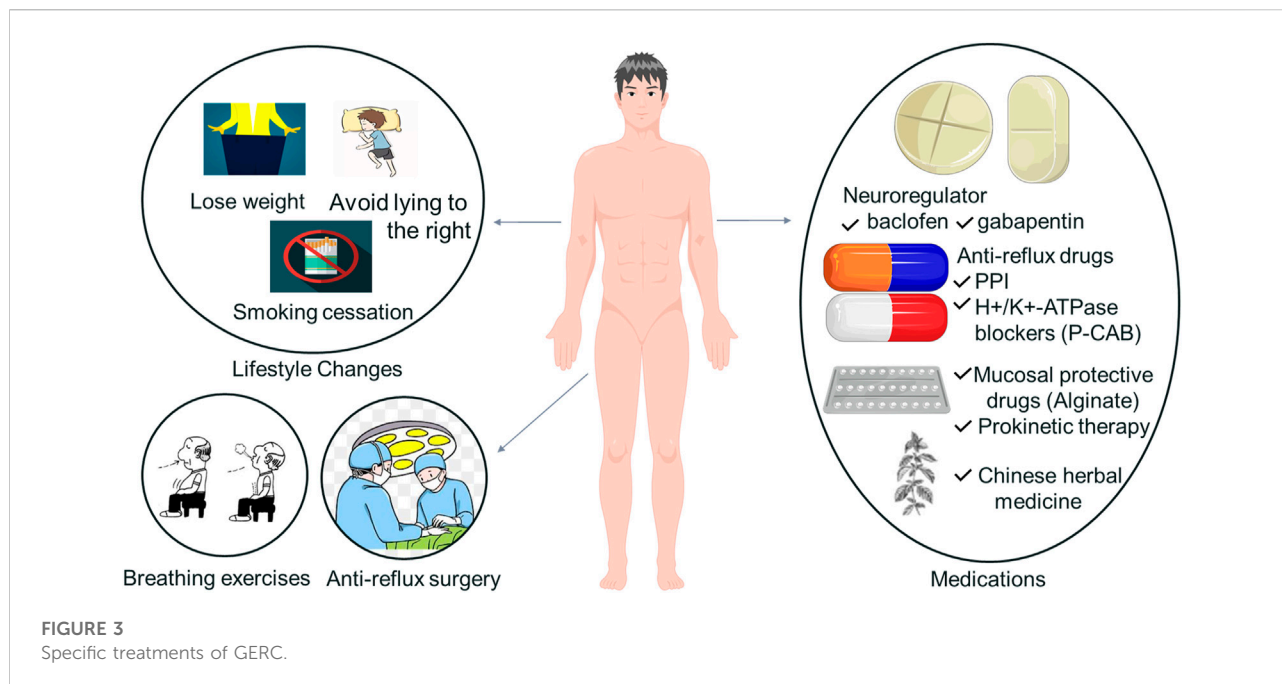 Lose weight
Avoid lying to
the right
Smoking cessation
Lifestyle Changes
Breathing exercises
Anti-reflux surgery
Neuroregulator
✓ baclofen ✓ gabapentin
Anti-reflux drugs
✓ PPI
✓ H+/K+-ATPase
blockers (P-CAB)
✓ Mucosal protective
drugs (Alginate)
✓ Prokinetic therapy
✓ Chinese herbal
medicine
Medications
FIGURE 3
Specific treatments of GERC.